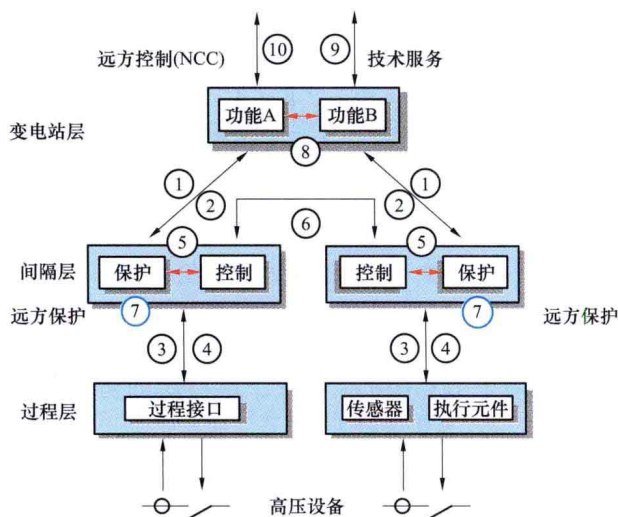 ⑩ ⑨
远方控制(NCC) 技术服务
功能A 功能B
变电站层
⑧
① ①
② ②
⑥
⑤ ⑤
间隔层 保护 控制 控制 保护
远方保护 ⑦ ⑦ 远方保护
③ ④ ③ ④
过程层 过程接口 传感器 执行元件
高压设备